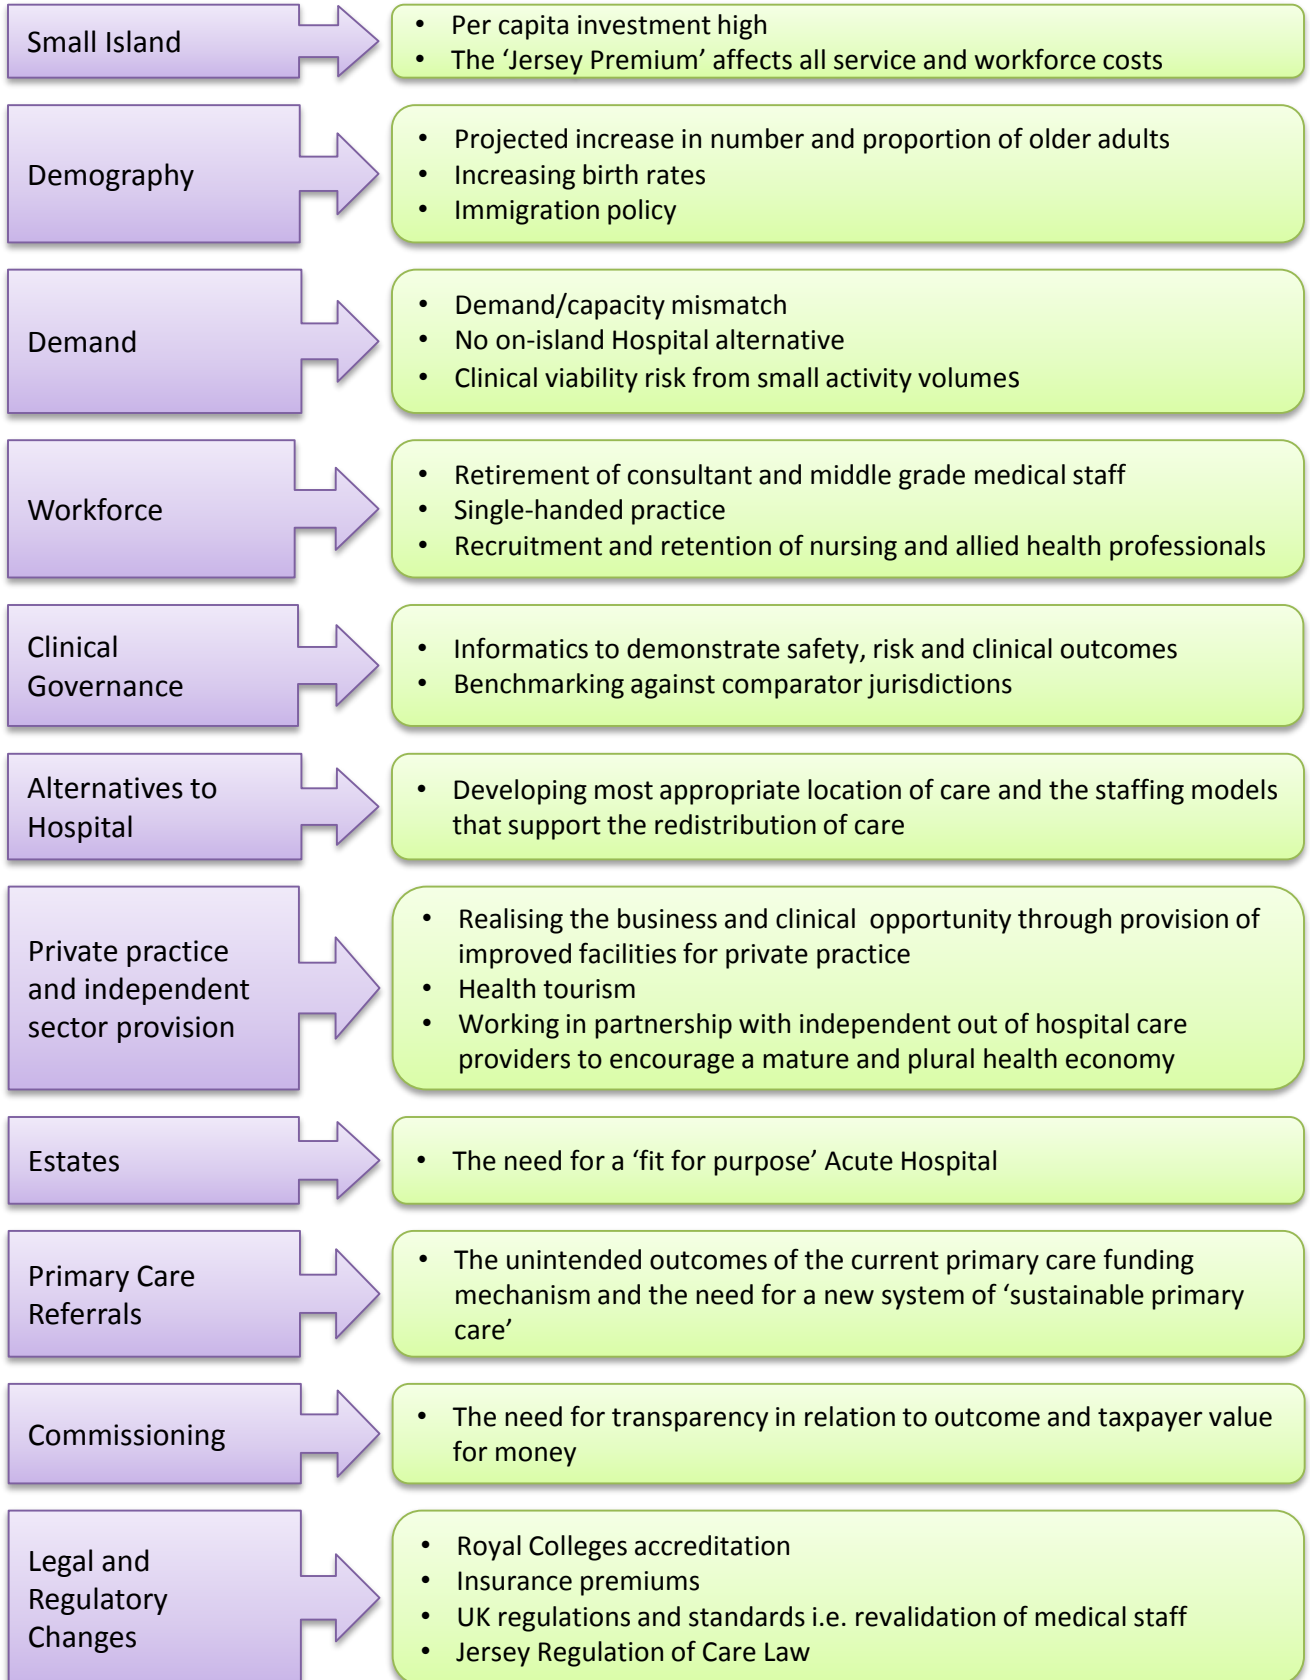 Small Island
• Per capita investment high
• The ‘Jersey Premium’ affects all service and workforce costs
Demography
• Projected increase in number and proportion of older adults
• Increasing birth rates
• Immigration policy
Demand
• Demand/capacity mismatch
• No on-island Hospital alternative
• Clinical viability risk from small activity volumes
Workforce
• Retirement of consultant and middle grade medical staff
• Single-handed practice
• Recruitment and retention of nursing and allied health professionals
Clinical
Governance
• Informatics to demonstrate safety, risk and clinical outcomes
• Benchmarking against comparator jurisdictions
Alternatives to
Hospital
• Developing most appropriate location of care and the staffing models
that support the redistribution of care
Private practice
and independent
sector provision
• Realising the business and clinical opportunity through provision of
improved facilities for private practice
• Health tourism
• Working in partnership with independent out of hospital care
providers to encourage a mature and plural health economy
Estates
• The need for a ‘fit for purpose’ Acute Hospital
Primary Care
Referrals
• The unintended outcomes of the current primary care funding
mechanism and the need for a new system of ‘sustainable primary
care’
Commissioning
• The need for transparency in relation to outcome and taxpayer value
for money
Legal and
Regulatory
Changes
• Royal Colleges accreditation
• Insurance premiums
• UK regulations and standards i.e. revalidation of medical staff
• Jersey Regulation of Care Law